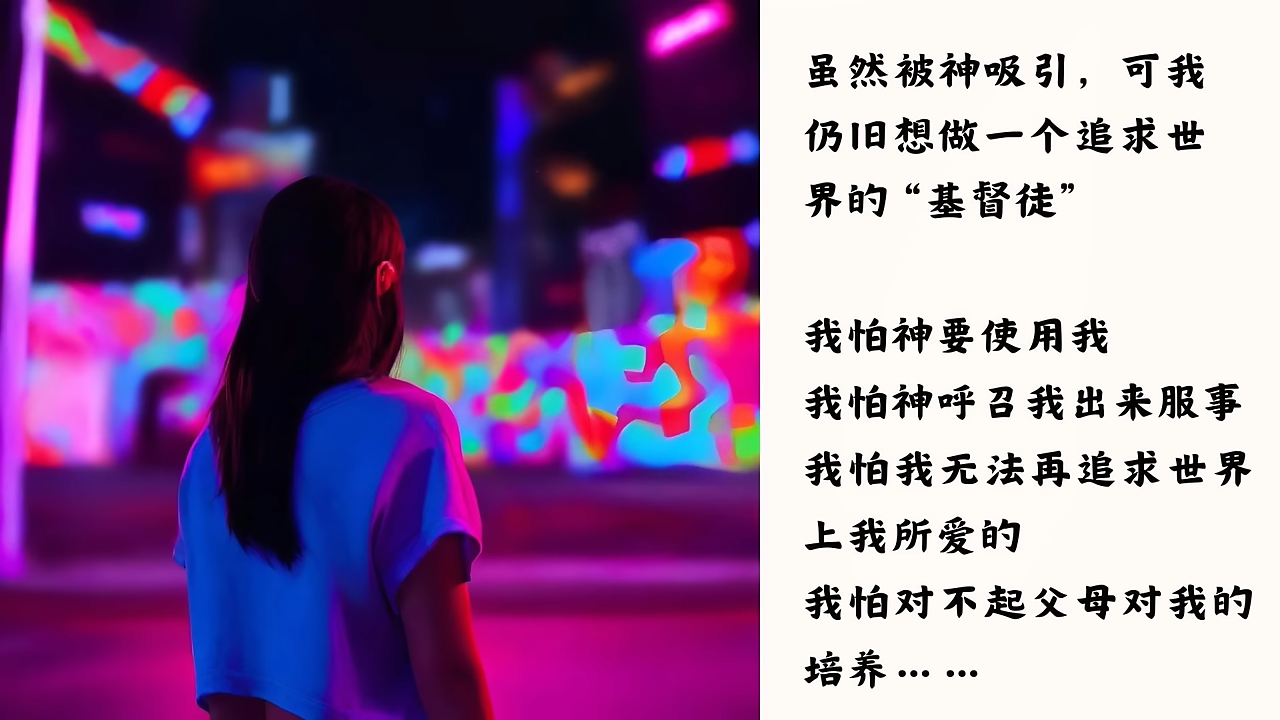 虽然被神吸引，可我
仍旧想做一个追求世
界的“基督徒”
我怕神要使用我
我怕神呼召我出来服事
我怕我无法再追求世界
上我所爱的
我怕对不起父母对我的
培养……